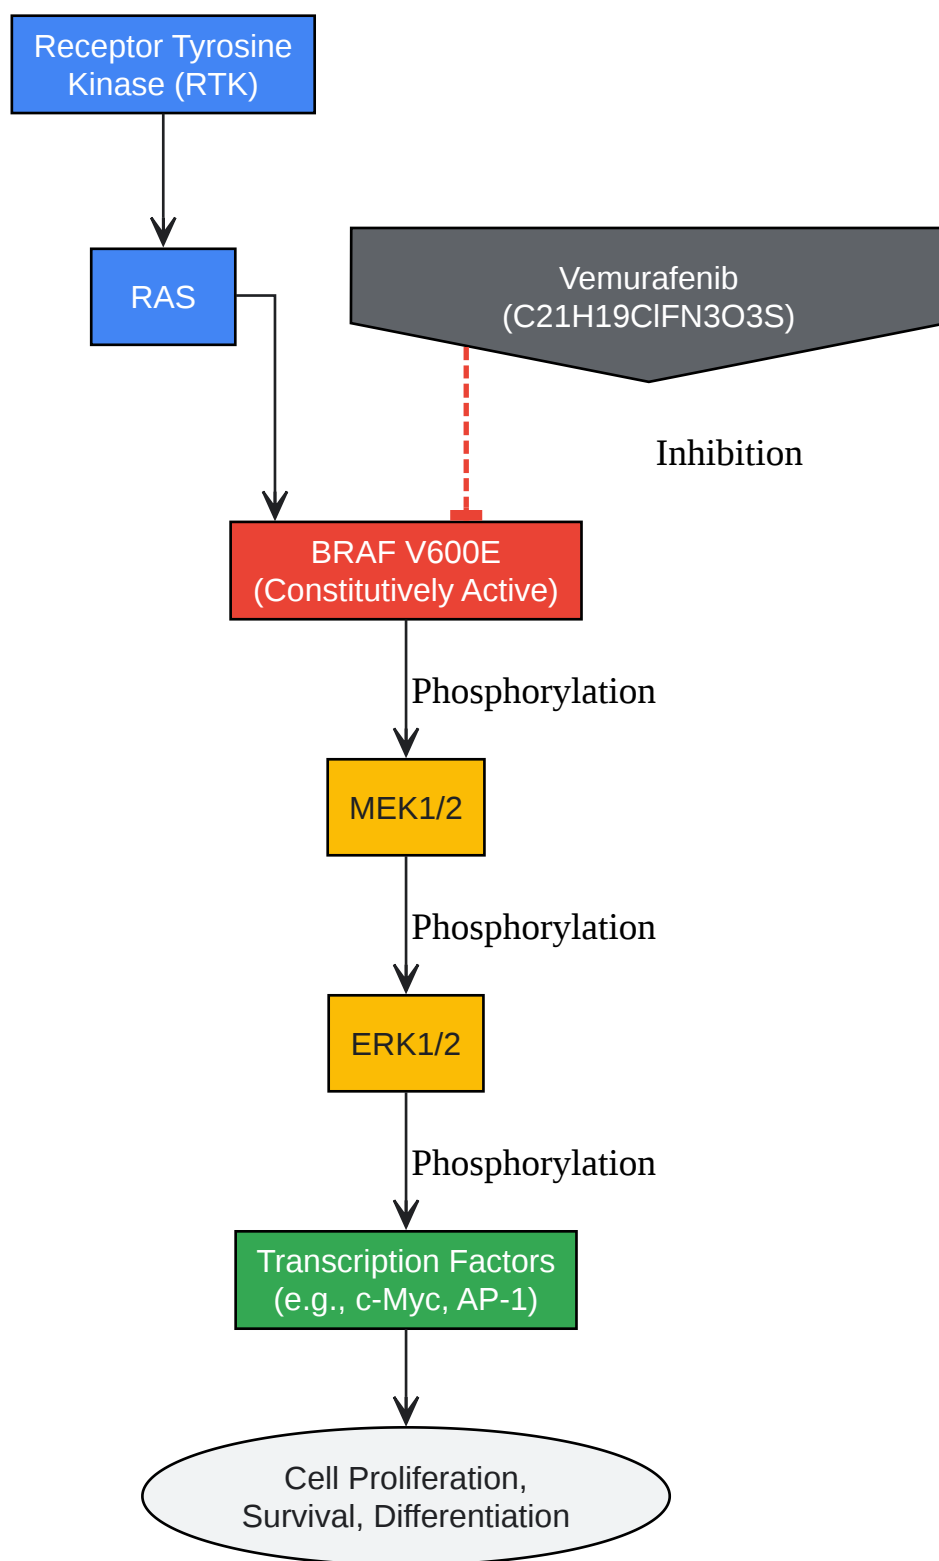 Receptor Tyrosine
Kinase (RTK)
RAS
Vemurafenib
(C21H19ClFN3O3S)
Inhibition
BRAF V600E
(Constitutively Active)
Phosphorylation
MEK1/2
Phosphorylation
ERK1/2
Phosphorylation
Transcription Factors
(e.g., c-Myc, AP-1)
Cell Proliferation,
Survival, Differentiation